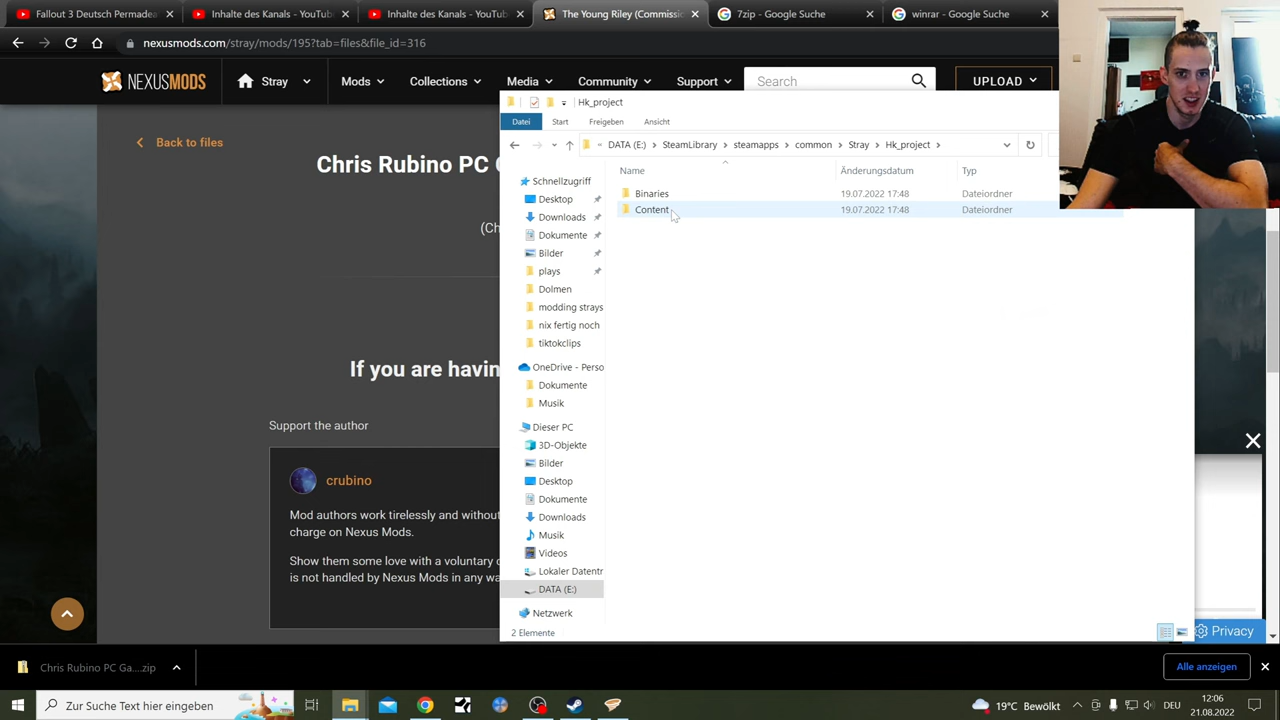 Fallout 3 Deutsch Permadea
Inhalte des Kanals - YouTube
Inhalte des Kanals - YouTube
The Young Riley (Commissio
7zip - Google Suche
winrar - Google Suche
nexusmods.com/stray/mods/195?tab=files&file_id=318
NEXUSMODS
Stray
Mods
Collections
Media
Community
Support
Search
UPLOAD
Back to files
Chris Rubino PC G
(Ch
If you are havin
Support the author
crubino
Mod authors work tirelessly and without
charge on Nexus Mods.
Show them some love with a voluntary d
is not handled by Nexus Mods in any wa
Hk_project
Datei
Start
Freigeben
Ansicht
« DATA (E:) > SteamLibrary > steamapps > common > Stray > Hk_project >
Name
Änderungsdatum
Typ
Binaries
19.07.2022 17:48
Dateiordner
Content
19.07.2022 17:48
Dateiordner
Schnellzugriff
Desktop
Downloads
Dokumente
Bilder
plays
Dolmen
modding strays
nix fertig noch
tiktokclips
OneDrive - Perso
Dokumente
Musik
Dieser PC
3D-Objekte
Bilder
Desktop
Dokumente
Downloads
Musik
Videos
Lokaler Datentr
DATA (E:)
Netzwerk
2 Elemente
Privacy
Chris Rubino PC Ga....zip
Alle anzeigen
Zur Suche Text hier eingeben
19°C Bewölkt
DEU
12:06
21.08.2022